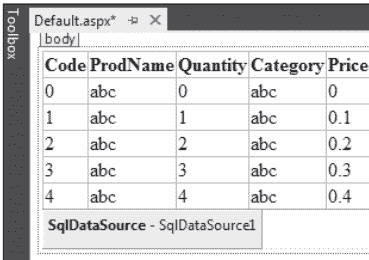 Toolbox
Default.aspx*
body
Code ProdName Quantity Category Price
0 abc 0 abc 0
1 abc 1 abc 0.1
2 abc 2 abc 0.2
3 abc 3 abc 0.3
4 abc 4 abc 0.4
SqlDataSource - SqlDataSource1